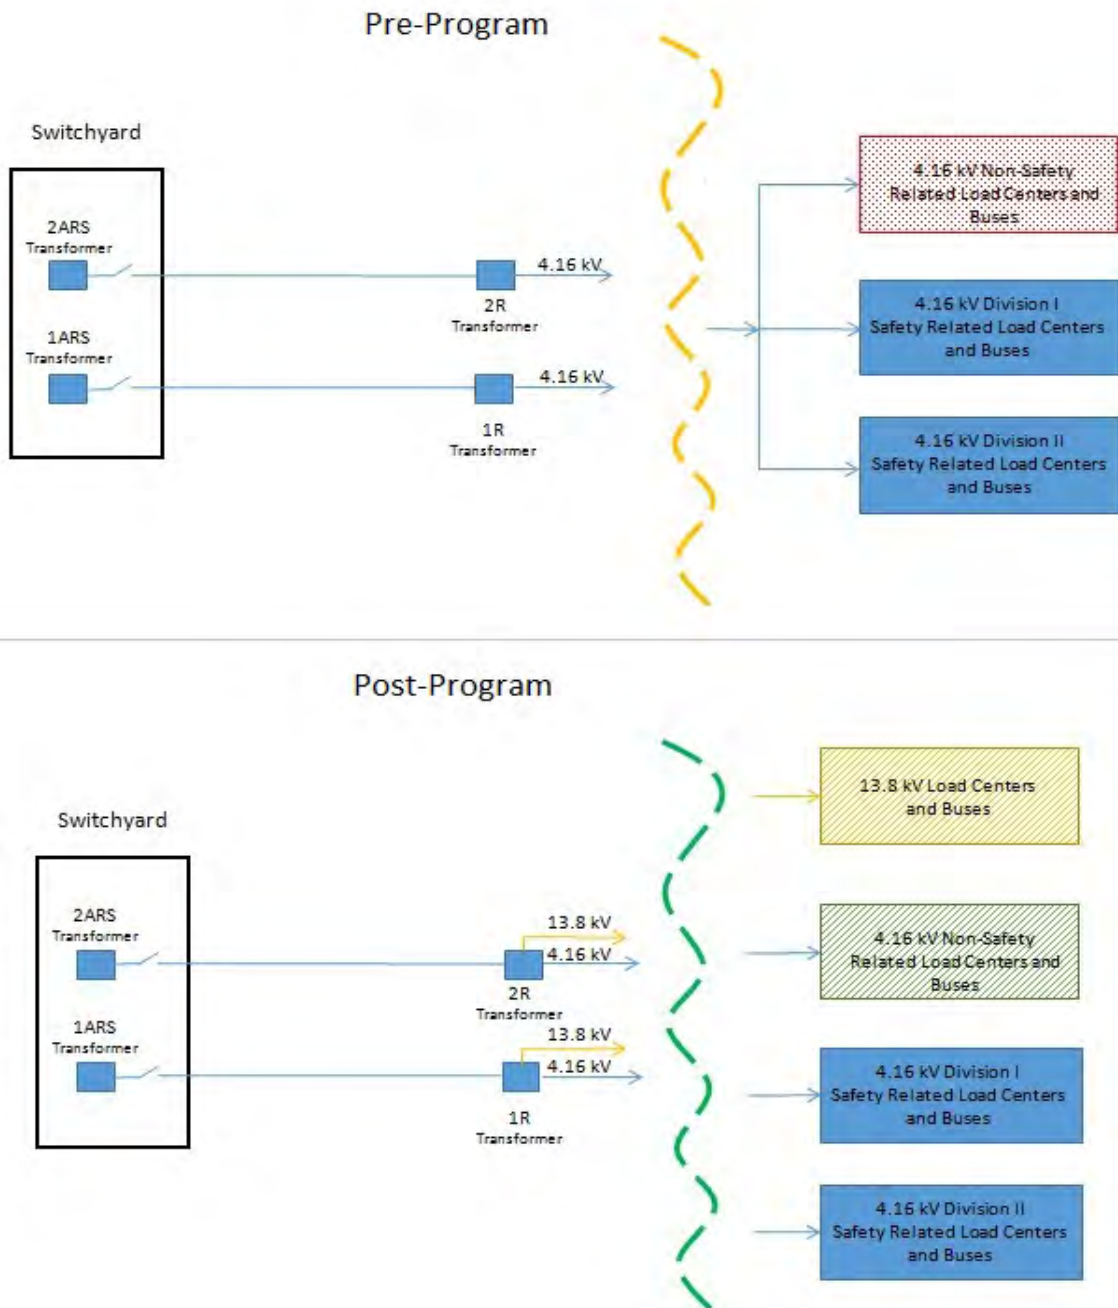 Pre-Program
Switchyard
2ARS
Transformer
1ARS
Transformer
4.16 kV
2R
Transformer
4.16 kV
1R
Transformer
4.16 kV Non-Safety
Related Load Centers and
Buses
4.16 kV Division I
Safety Related Load Centers
and Buses
4.16 kV Division II
Safety Related Load Centers
and Buses
Post-Program
Switchyard
2ARS
Transformer
1ARS
Transformer
13.8 kV
4.16 kV
2R
Transformer
13.8 kV
4.16 kV
1R
Transformer
13.8 kV Load Centers
and Buses
4.16 kV Non-Safety
Related Load Centers and
Buses
4.16 kV Division I
Safety Related Load Centers
and Buses
4.16 kV Division II
Safety Related Load Centers
and Buses